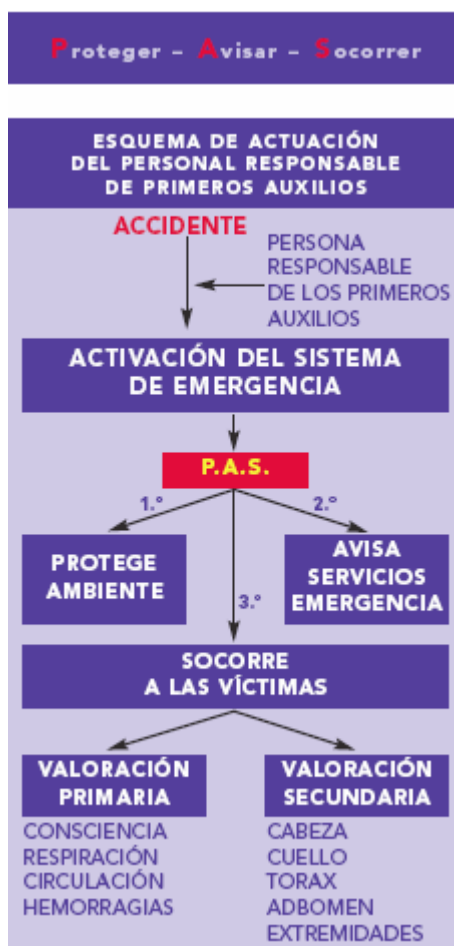 Proteger – Avisar – Socorrer
ESQUEMA DE ACTUACIÓN
DEL PERSONAL RESPONSABLE
DE PRIMEROS AUXILIOS
ACCIDENTE
PERSONA
RESPONSABLE
DE LOS PRIMEROS
AUXILIOS
ACTIVACIÓN DEL SISTEMA
DE EMERGENCIA
P.A.S.
1.º
2.º
PROTEGE
AMBIENTE
AVISA
SERVICIOS
EMERGENCIA
3.º
SOCORRE
A LAS VÍCTIMAS
VALORACIÓN
PRIMARIA
CONSCIENCIA
RESPIRACIÓN
CIRCULACIÓN
HEMORRAGIAS
VALORACIÓN
SECUNDARIA
CABEZA
CUELLO
TORAX
ADBOMEN
EXTREMIDADES